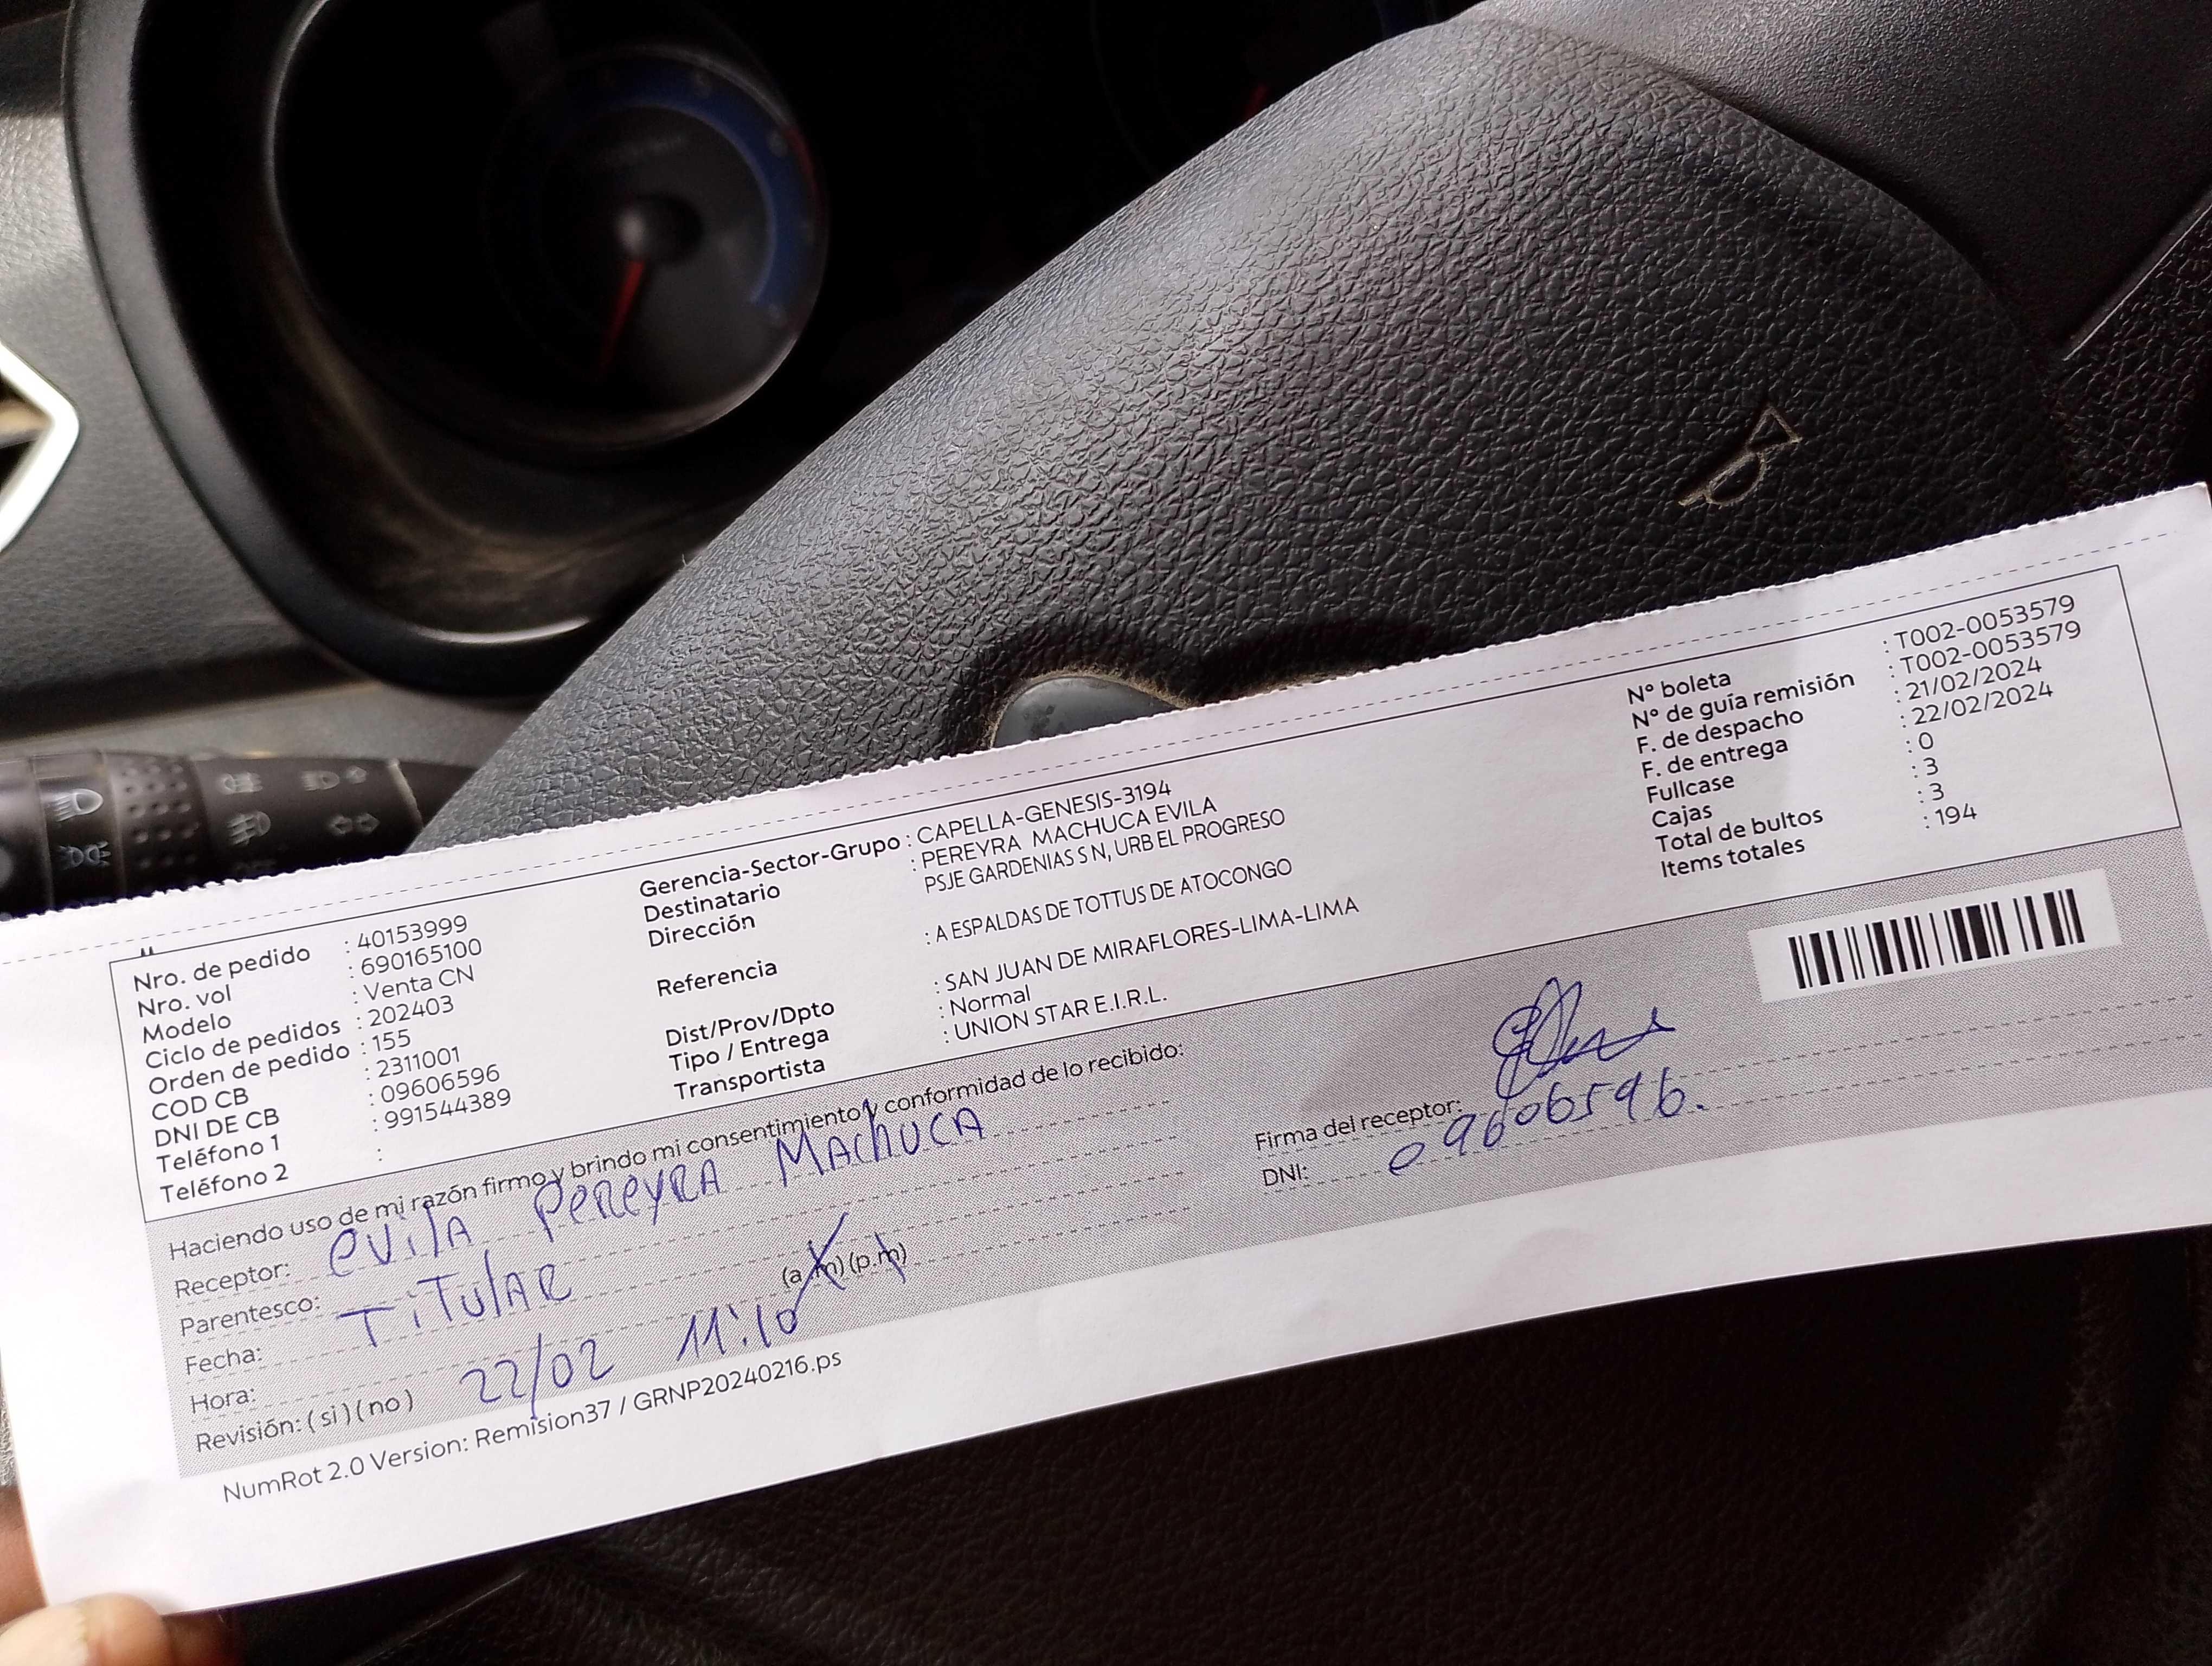 Nro. de pedido : 40153999
Nro. vol : 690165100
Modelo : Venta CN
Ciclo de pedidos : 202403
Orden de pedido : 155
COD CB : 2311001
DNI DE CB : 09606596
Teléfono 1 : 991544389
Teléfono 2 :
Gerencia-Sector-Grupo : CAPELLA-GENESIS-3194
Destinatario : PEREYRA MACHUCA EVILA
Dirección PSJE GARDENIAS S N, URB EL PROGRESO
Referencia : A ESPALDAS DE TOTTUS DE ATOCONGO
Dist/Prov/Dpto : SAN JUAN DE MIRAFLORES-LIMA-LIMA
Tipo / Entrega : Normal
Transportista : UNION STAR E.I.R.L.
N° boleta : T002-0053579
N° de guía remisión : T002-0053579
F. de despacho : 21/02/2024
F. de entrega : 22/02/2024
Fullcase : 0
Cajas : 3
Total de bultos : 3
Items totales : 194
Haciendo uso de mi razón firmo y brindo mi consentimiento y conformidad de lo recibido:
Receptor: evilA PeReyRA MAchucA
Parentesco: TiTulAR
Fecha:
Hora: 22/02 11:10 (a.m) (p.m)
Revisión: ( si ) ( no )
Firma del receptor:
DNI: 09606596.
NumRot 2.0 Version: Remision37 / GRNP20240216.ps